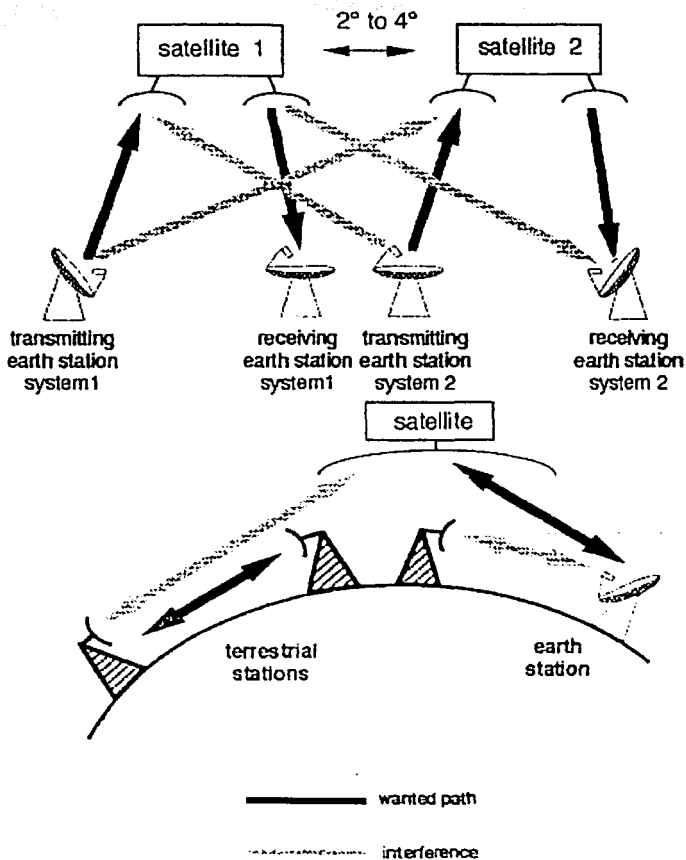 2° to 4°
satellite 1
satellite 2
transmitting
earth station
system1
receiving
earth station
system1
transmitting
earth station
system 2
receiving
earth station
system 2
satellite
terrestrial
stations
earth
station
wanted path
interference